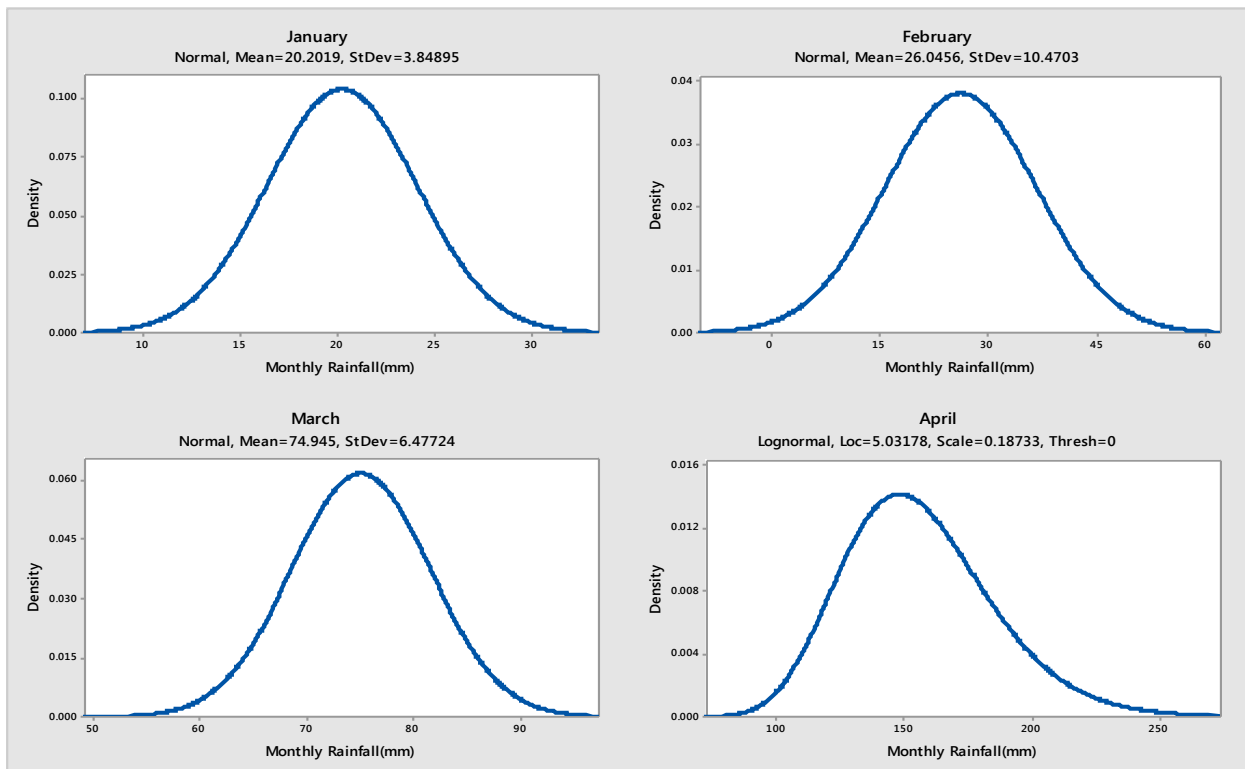 January
Normal, Mean=20.2019, StDev=3.84895
0.100
0.075
0.050
0.025
0.000
Density
10 15 20 25 30
Monthly Rainfall(mm)
February
Normal, Mean=26.0456, StDev=10.4703
0.04
0.03
0.02
0.01
0.00
Density
0 15 30 45 60
Monthly Rainfall(mm)
March
Normal, Mean=74.945, StDev=6.47724
0.060
0.045
0.030
0.015
0.000
Density
50 60 70 80 90
Monthly Rainfall(mm)
April
Lognormal, Loc=5.03178, Scale=0.18733, Thresh=0
0.016
0.012
0.008
0.004
0.000
Density
100 150 200 250
Monthly Rainfall(mm)